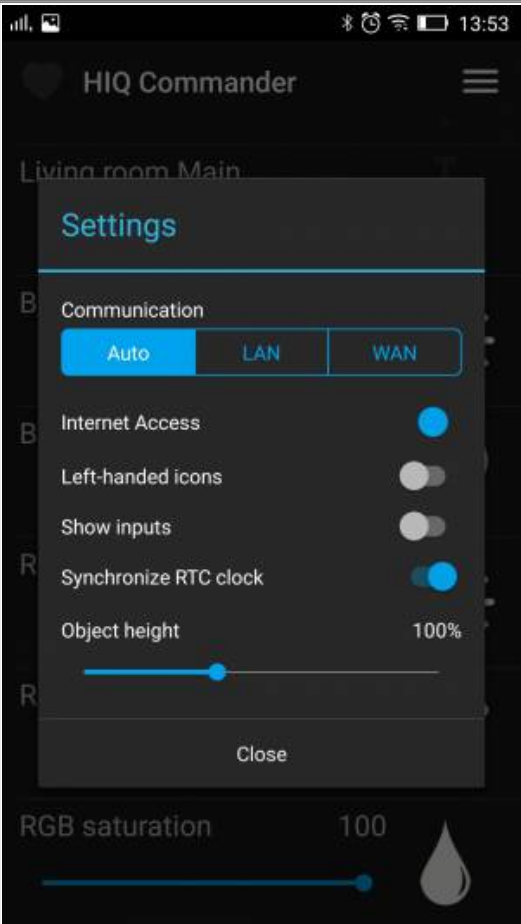 13:53
HIQ Commander
Living room Main
Settings
B
Communication
Auto LAN WAN
B
Internet Access
Left-handed icons
Show inputs
R
Synchronize RTC clock
Object height 100%
R
Close
RGB saturation 100